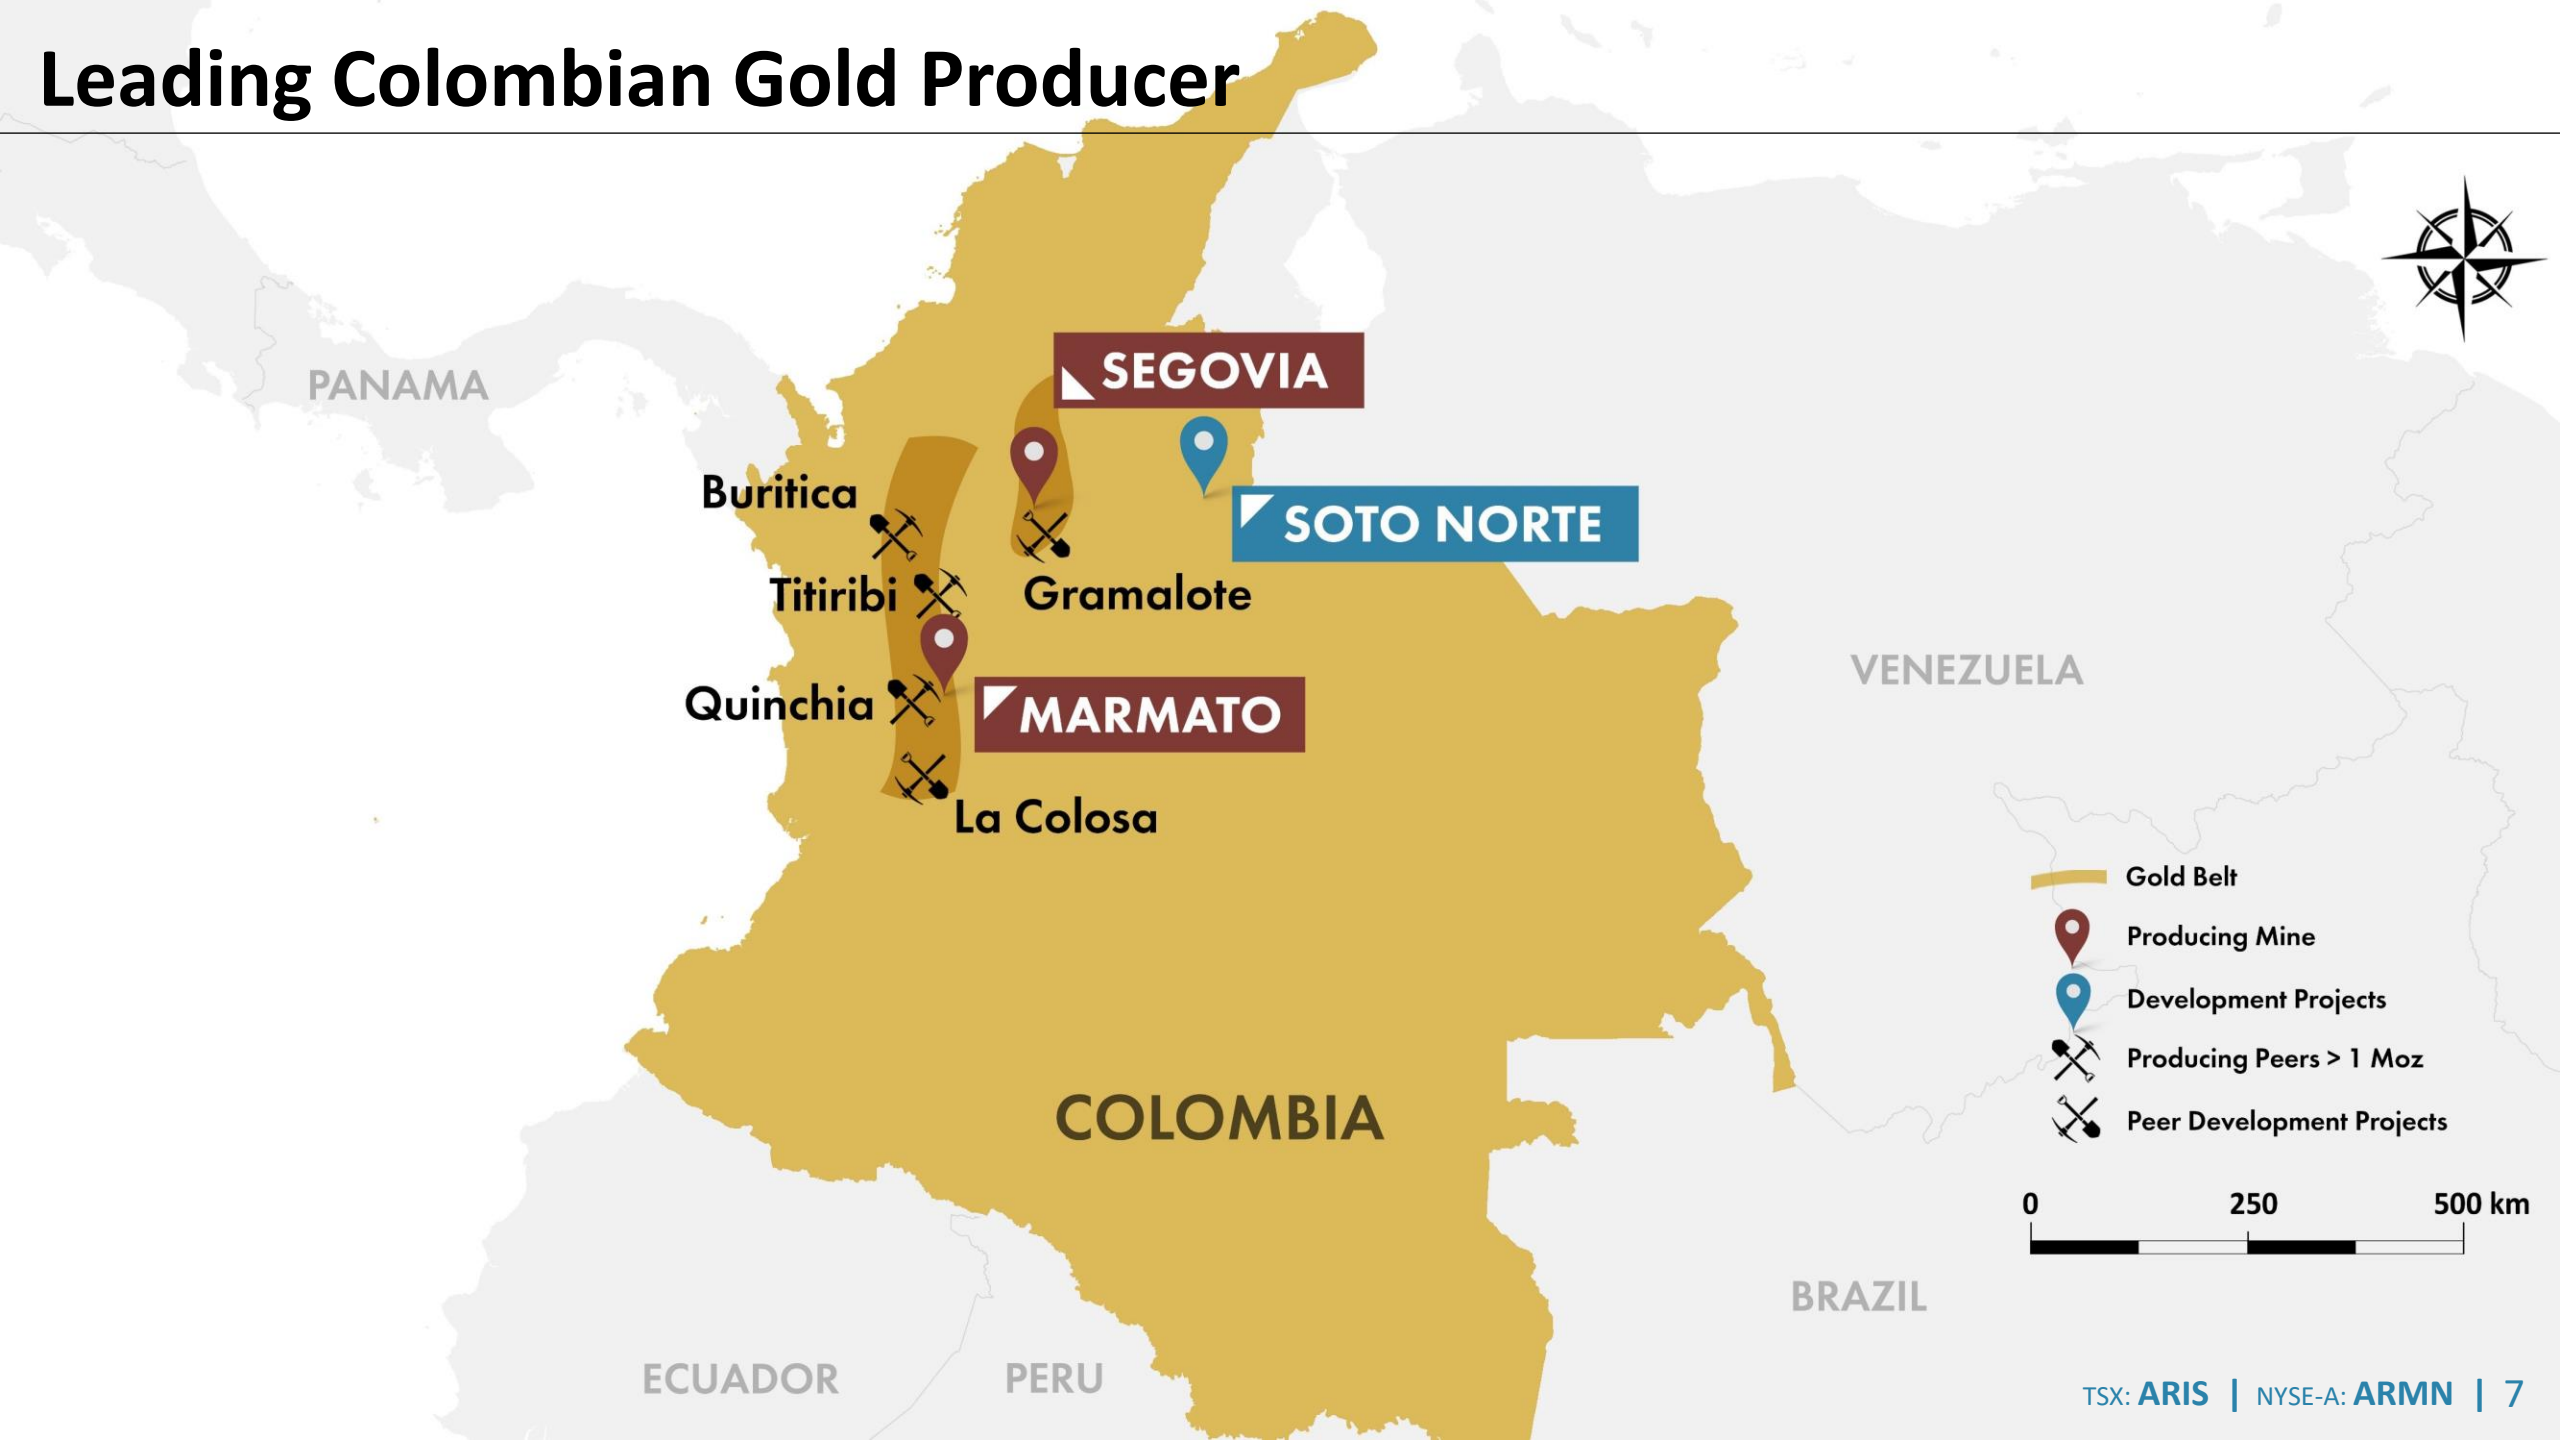 Leading Colombian Gold Producer
PANAMA
SEGOVIA
Buritica
SOTO NORTE
Titiribi
Gramalote
VENEZUELA
Quinchia
MARMATO
La Colosa
Gold Belt
Producing Mine
Development Projects
Producing Peers > 1 Moz
COLOMBIA
Peer Development Projects
0 250 500 km
BRAZIL
ECUADOR
PERU
TSX: ARIS | NYSE-A: ARMN | 7